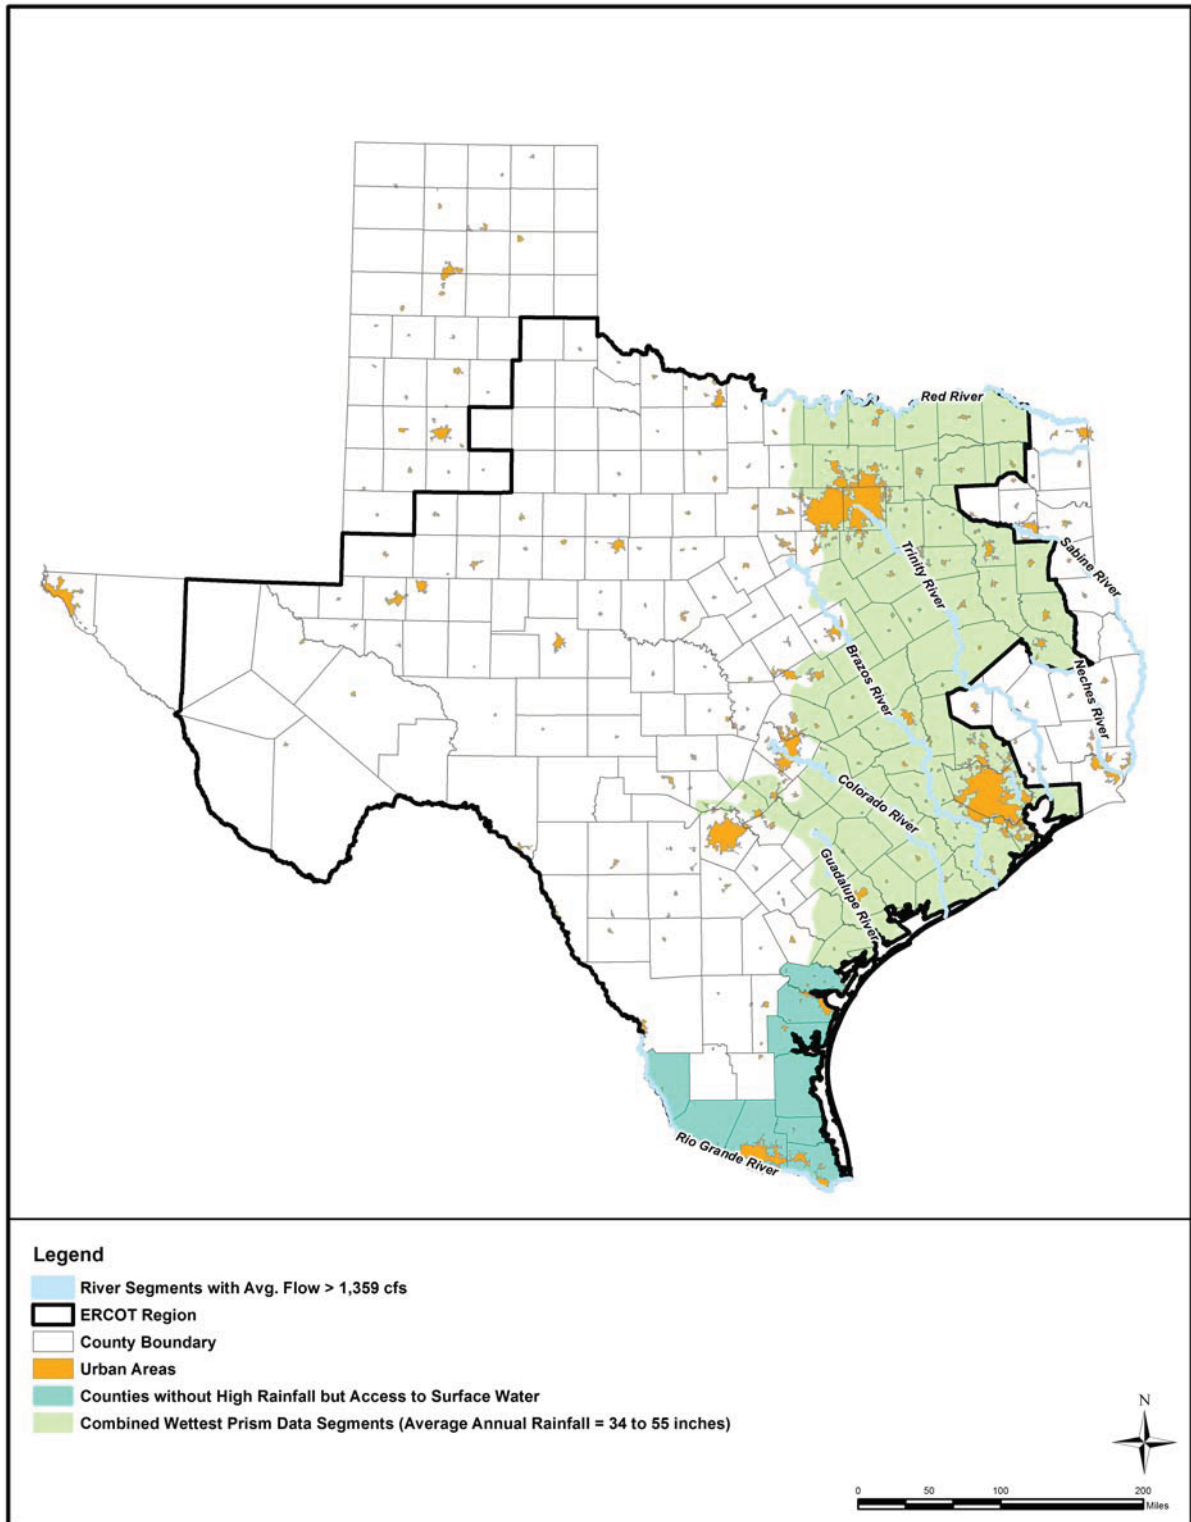 Red River
Sabine River
Trinity River
Brazos River
Neches River
Colorado River
Guadalupe River
Rio Grande River
Legend
River Segments with Avg. Flow > 1,359 cfs
ERCOT Region
County Boundary
Urban Areas
Counties without High Rainfall but Access to Surface Water
Combined Wettest Prism Data Segments (Average Annual Rainfall = 34 to 55 inches)
N
0 50 100 200
Miles